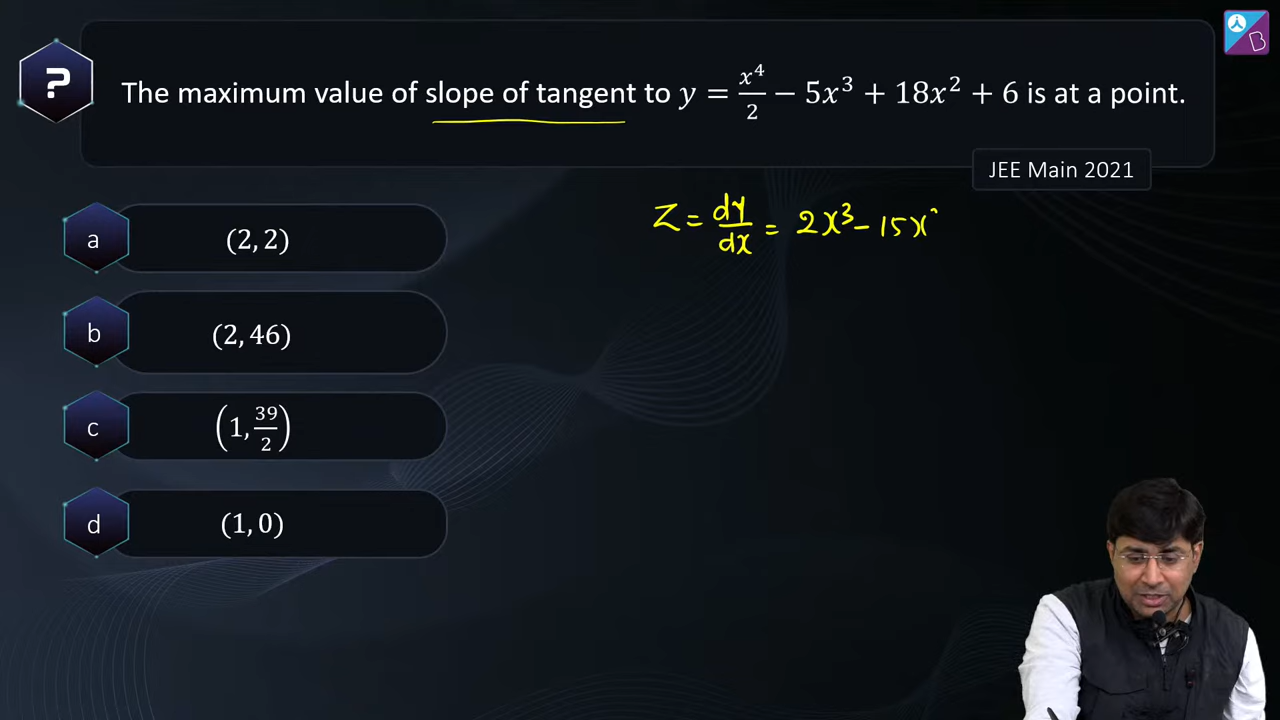 ?
The maximum value of slope of tangent to y = x⁴/2 − 5x³ + 18x² + 6 is at a point.
JEE Main 2021
Z = dy/dx = 2x³ − 15x
a (2, 2)
b (2, 46)
c (1, 39/2)
d (1, 0)
B